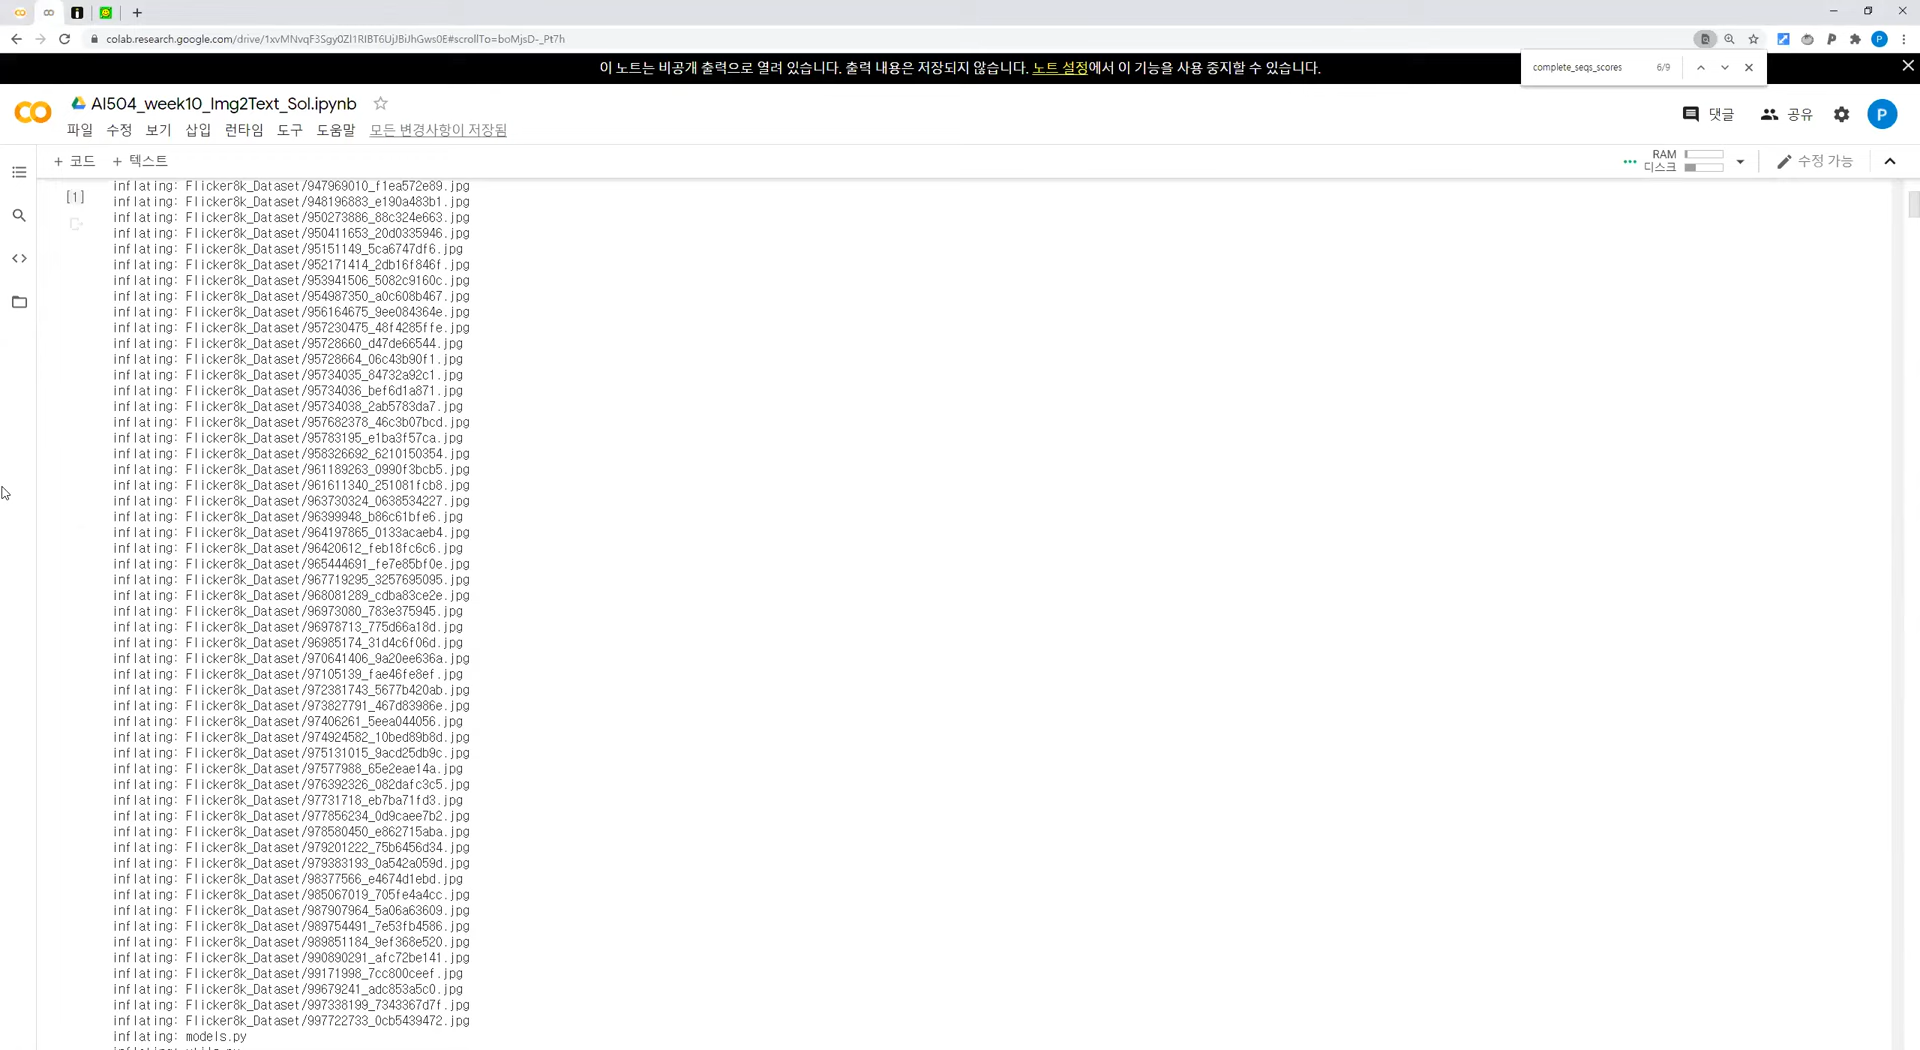 colab.research.google.com/drive/1xvMNvqF3Sgy0Zl1RIBT6UjJBiJhGws0E#scrollTo=boMjsD-_Pt7h
이 노트는 비공개 출력으로 열려 있습니다. 출력 내용은 저장되지 않습니다. 노트 설정에서 이 기능을 사용 중지할 수 있습니다.
complete_seqs_scores 6/9
AI504_week10_Img2Text_Sol.ipynb
댓글 공유 P
파일 수정 보기 삽입 런타임 도구 도움말 모든 변경사항이 저장됨
+ 코드 + 텍스트
RAM
디스크
수정 가능
[1]
inflating: Flicker8k_Dataset/947969010_f1ea572e89.jpg
inflating: Flicker8k_Dataset/948196883_e190a483b1.jpg
inflating: Flicker8k_Dataset/950273886_88c324e663.jpg
inflating: Flicker8k_Dataset/950411653_20d0335946.jpg
inflating: Flicker8k_Dataset/95151149_5ca6747df6.jpg
inflating: Flicker8k_Dataset/952171414_2db16f846f.jpg
inflating: Flicker8k_Dataset/953941506_5082c9160c.jpg
inflating: Flicker8k_Dataset/954987350_a0c608b467.jpg
inflating: Flicker8k_Dataset/956164675_9ee084364e.jpg
inflating: Flicker8k_Dataset/957230475_48f4285ffe.jpg
inflating: Flicker8k_Dataset/95728660_d47de66544.jpg
inflating: Flicker8k_Dataset/95728664_06c43b90f1.jpg
inflating: Flicker8k_Dataset/95734035_84732a92c1.jpg
inflating: Flicker8k_Dataset/95734036_bef6d1a871.jpg
inflating: Flicker8k_Dataset/95734038_2ab5783da7.jpg
inflating: Flicker8k_Dataset/957682378_46c3b07bcd.jpg
inflating: Flicker8k_Dataset/95783195_e1ba3f57ca.jpg
inflating: Flicker8k_Dataset/958326692_6210150354.jpg
inflating: Flicker8k_Dataset/961189263_0990f3bcb5.jpg
inflating: Flicker8k_Dataset/961611340_251081fcb8.jpg
inflating: Flicker8k_Dataset/963730324_0638534227.jpg
inflating: Flicker8k_Dataset/96399948_b86c61bfe6.jpg
inflating: Flicker8k_Dataset/964197865_0133acaeb4.jpg
inflating: Flicker8k_Dataset/96420612_feb18fc6c6.jpg
inflating: Flicker8k_Dataset/965444691_fe7e85bf0e.jpg
inflating: Flicker8k_Dataset/967719295_3257695095.jpg
inflating: Flicker8k_Dataset/968081289_cdba83ce2e.jpg
inflating: Flicker8k_Dataset/96973080_783e375945.jpg
inflating: Flicker8k_Dataset/96978713_775d66a18d.jpg
inflating: Flicker8k_Dataset/96985174_31d4c6f06d.jpg
inflating: Flicker8k_Dataset/970641406_9a20ee636a.jpg
inflating: Flicker8k_Dataset/97105139_fae46fe8ef.jpg
inflating: Flicker8k_Dataset/972381743_5677b420ab.jpg
inflating: Flicker8k_Dataset/973827791_467d83986e.jpg
inflating: Flicker8k_Dataset/97406261_5eea044056.jpg
inflating: Flicker8k_Dataset/974924582_10bed89b8d.jpg
inflating: Flicker8k_Dataset/975131015_9acd25db9c.jpg
inflating: Flicker8k_Dataset/97577988_65e2eae14a.jpg
inflating: Flicker8k_Dataset/976392326_082dafc3c5.jpg
inflating: Flicker8k_Dataset/97731718_eb7ba71fd3.jpg
inflating: Flicker8k_Dataset/977856234_0d9caee7b2.jpg
inflating: Flicker8k_Dataset/978580450_e862715aba.jpg
inflating: Flicker8k_Dataset/979201222_75b6456d34.jpg
inflating: Flicker8k_Dataset/979383193_0a542a059d.jpg
inflating: Flicker8k_Dataset/98377566_e4674d1ebd.jpg
inflating: Flicker8k_Dataset/985067019_705fe4a4cc.jpg
inflating: Flicker8k_Dataset/987907964_5a06a63609.jpg
inflating: Flicker8k_Dataset/989754491_7e53fb4586.jpg
inflating: Flicker8k_Dataset/989851184_9ef368e520.jpg
inflating: Flicker8k_Dataset/990890291_afc72be141.jpg
inflating: Flicker8k_Dataset/99171998_7cc800ceef.jpg
inflating: Flicker8k_Dataset/99679241_adc853a5c0.jpg
inflating: Flicker8k_Dataset/997338199_7343367d7f.jpg
inflating: Flicker8k_Dataset/997722733_0cb5439472.jpg
inflating: models.py